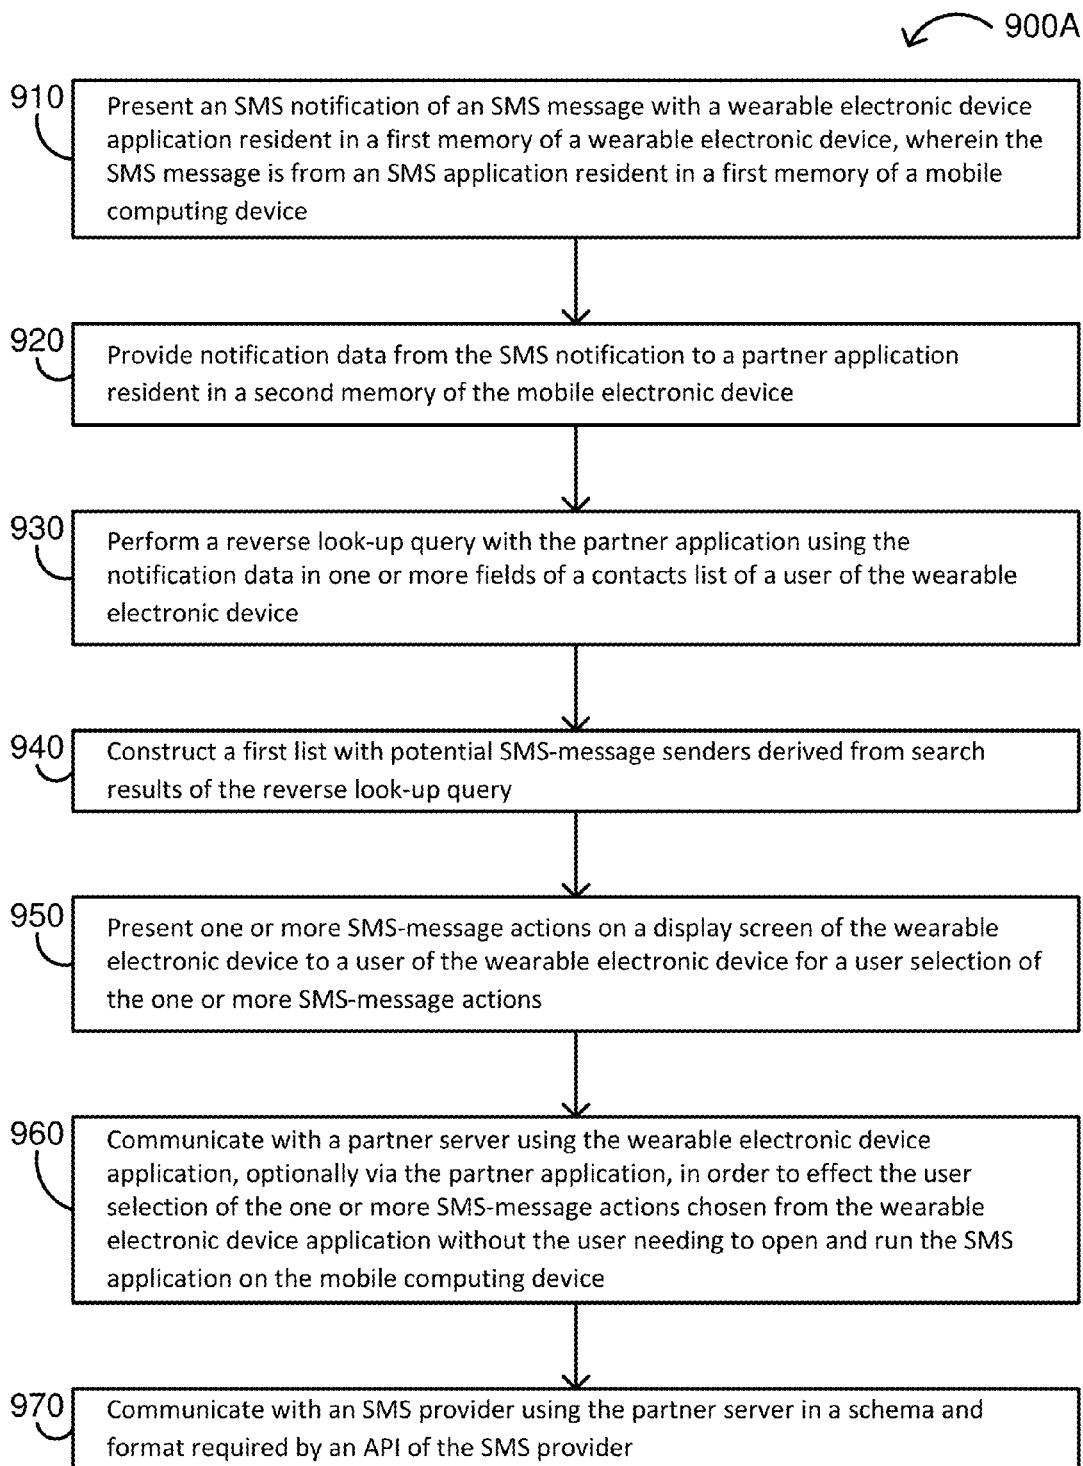 900A
910
Present an SMS notification of an SMS message with a wearable electronic device
application resident in a first memory of a wearable electronic device, wherein the
SMS message is from an SMS application resident in a first memory of a mobile
computing device
920
Provide notification data from the SMS notification to a partner application
resident in a second memory of the mobile electronic device
930
Perform a reverse look-up query with the partner application using the
notification data in one or more fields of a contacts list of a user of the wearable
electronic device
940
Construct a first list with potential SMS-message senders derived from search
results of the reverse look-up query
950
Present one or more SMS-message actions on a display screen of the wearable
electronic device to a user of the wearable electronic device for a user selection of
the one or more SMS-message actions
960
Communicate with a partner server using the wearable electronic device
application, optionally via the partner application, in order to effect the user
selection of the one or more SMS-message actions chosen from the wearable
electronic device application without the user needing to open and run the SMS
application on the mobile computing device
970
Communicate with an SMS provider using the partner server in a schema and
format required by an API of the SMS provider